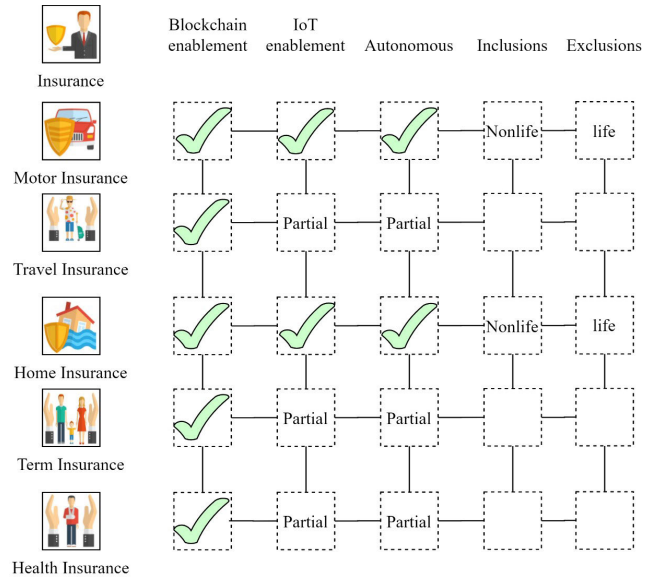 Blockchain enablement
IoT enablement
Autonomous
Inclusions
Exclusions
Insurance
Nonlife
life
Motor Insurance
Partial
Partial
Travel Insurance
Nonlife
life
Home Insurance
Partial
Partial
Term Insurance
Partial
Partial
Health Insurance